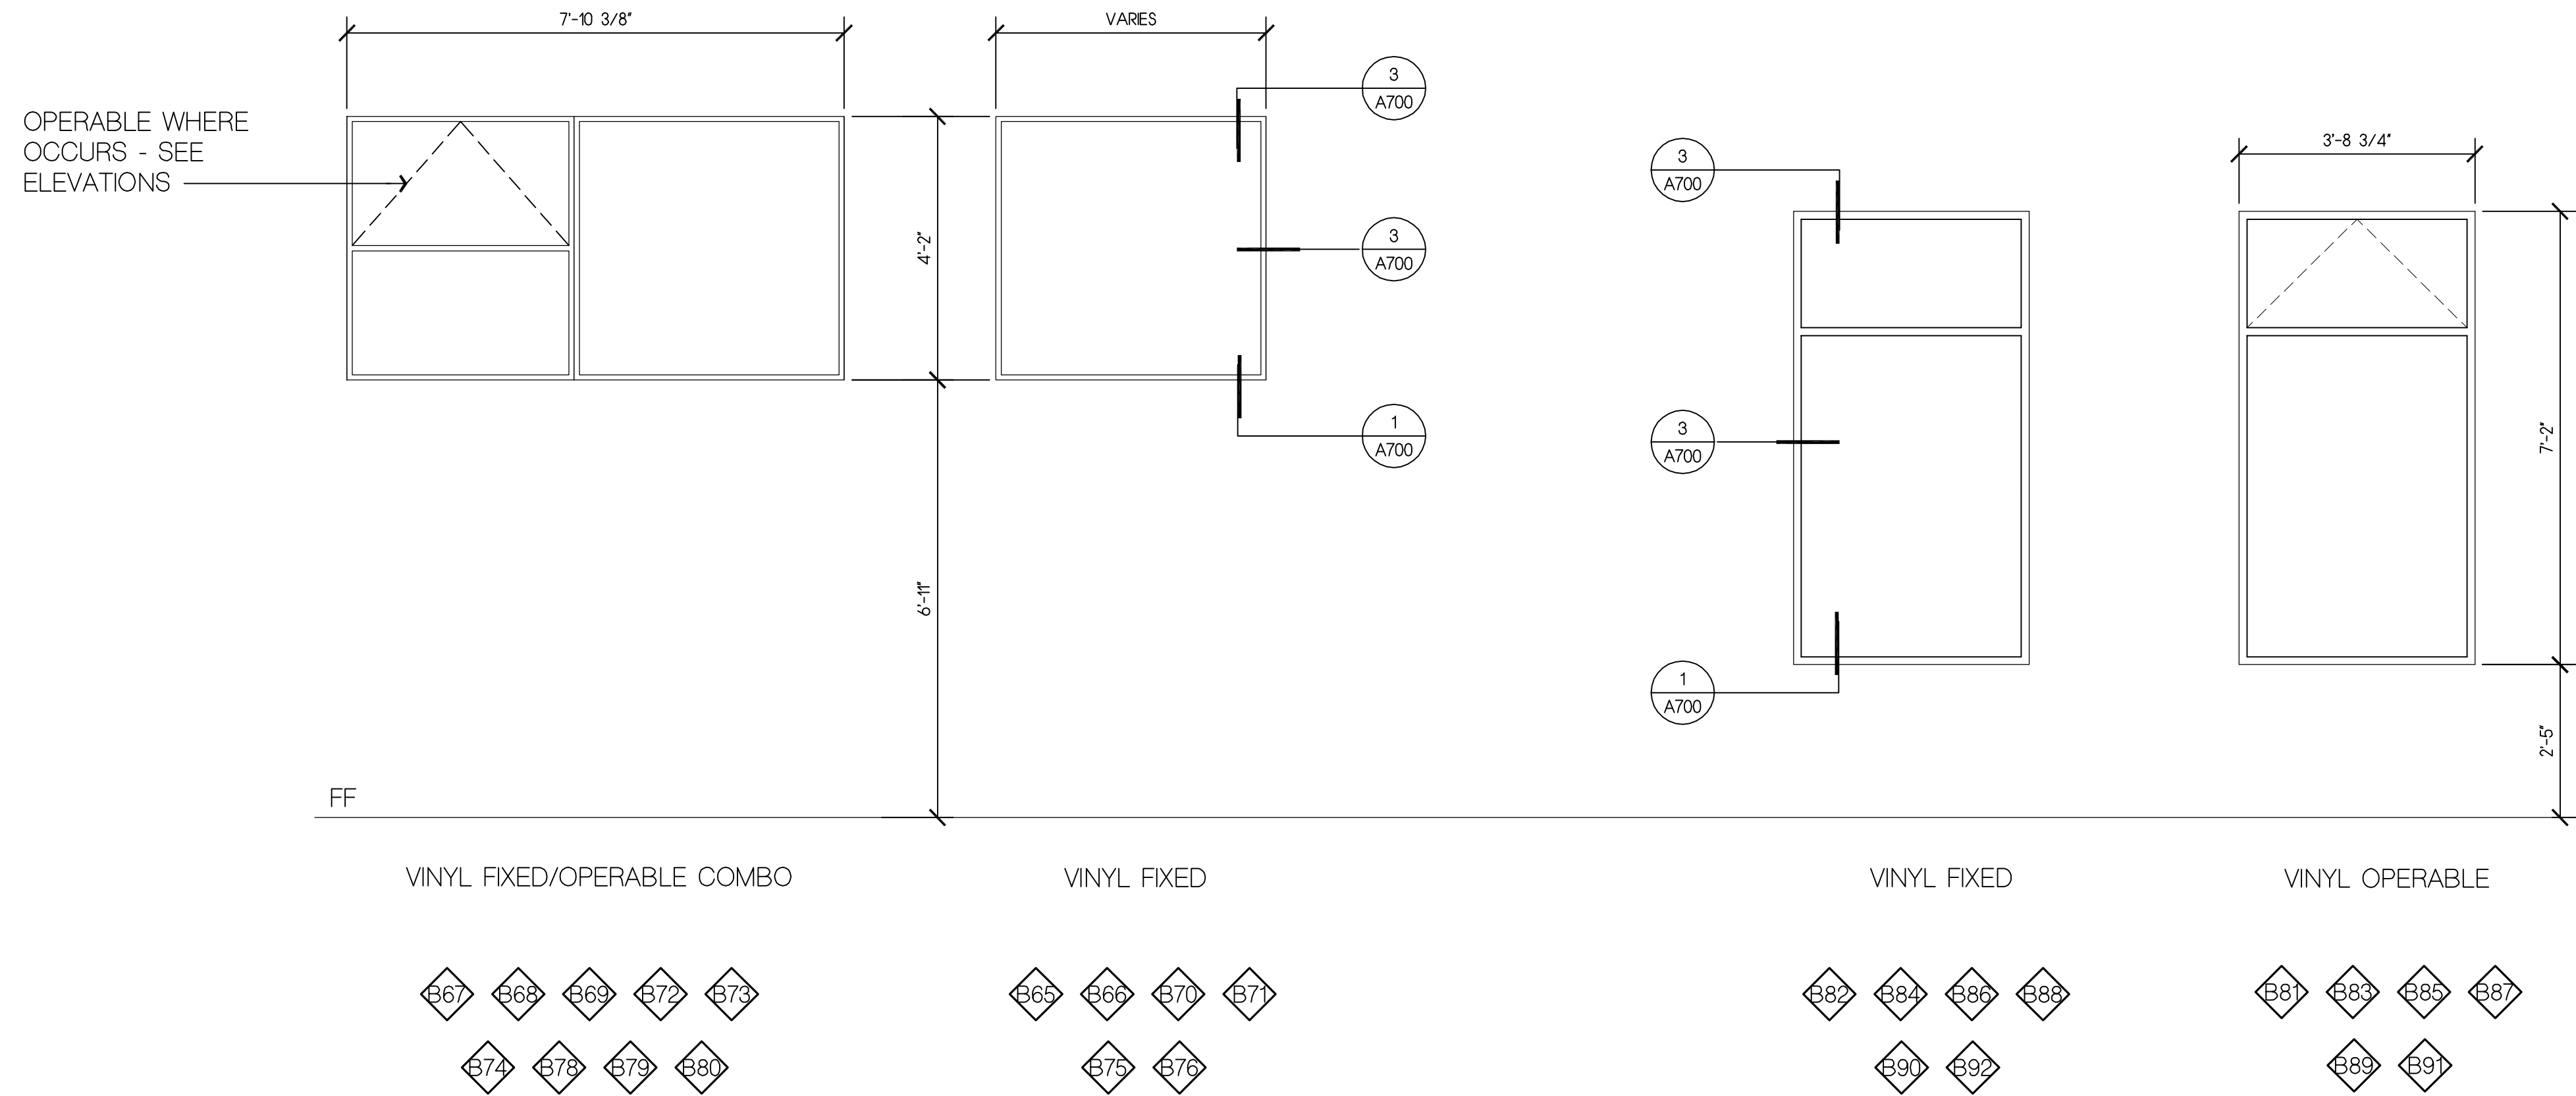 7'-10 3/8"
VARIES
3
A700
OPERABLE WHERE
OCCURS - SEE
ELEVATIONS
3
A700
3'-8 3/4"
4'-2"
3
A700
1
A700
3
A700
7'-2"
6'-11"
1
A700
2'-5"
FF
VINYL FIXED/OPERABLE COMBO
VINYL FIXED
VINYL FIXED
VINYL OPERABLE
B67 B68 B69 B72 B73
B74 B78 B79 B80
B65 B66 B70 B71
B75 B76
B82 B84 B86 B88
B90 B92
B81 B83 B85 B87
B89 B91